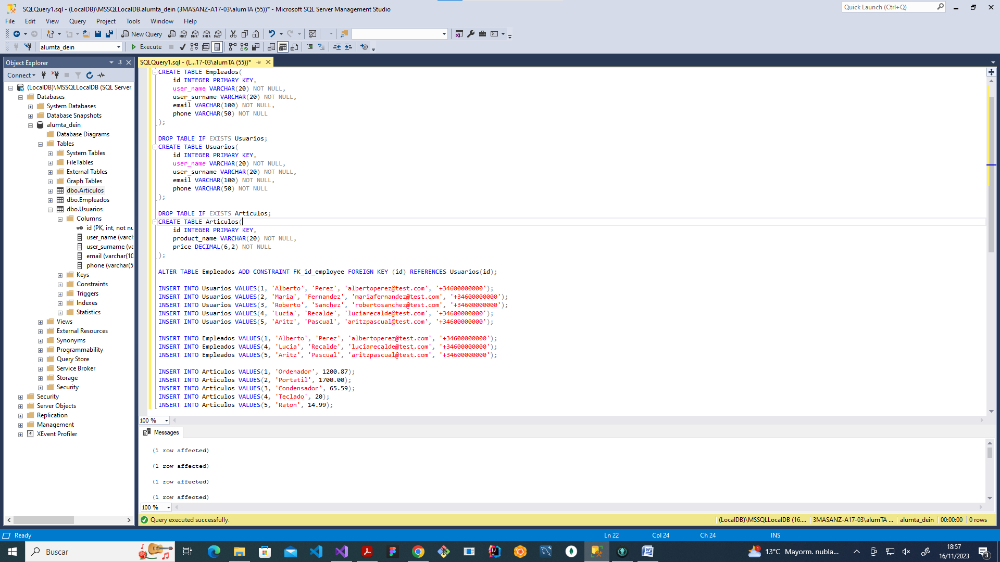 SQLQuery1.sql - (LocalDB)\MSSQLLocalDB.alumta_dein (3MASANZ-A17-03\alumTA (55))* - Microsoft SQL Server Management Studio
Quick Launch (Ctrl+Q)
File Edit View Query Project Tools Window Help
New Query
alumta_dein
Execute
Object Explorer
Connect
(LocalDB)\MSSQLLocalDB (SQL Server
Databases
System Databases
Database Snapshots
alumta_dein
Database Diagrams
Tables
System Tables
FileTables
External Tables
Graph Tables
dbo.Articulos
dbo.Empleados
dbo.Usuarios
Columns
id (PK, int, not nu
user_name (varch
user_surname (va
email (varchar(10
phone (varchar(5
Keys
Constraints
Triggers
Indexes
Statistics
Views
External Resources
Synonyms
Programmability
Query Store
Service Broker
Storage
Security
Security
Server Objects
Replication
Management
XEvent Profiler
SQLQuery1.sql - (L...17-03\alumTA (55))*
CREATE TABLE Empleados(
id INTEGER PRIMARY KEY,
user_name VARCHAR(20) NOT NULL,
user_surname VARCHAR(20) NOT NULL,
email VARCHAR(100) NOT NULL,
phone VARCHAR(50) NOT NULL
);
DROP TABLE IF EXISTS Usuarios;
CREATE TABLE Usuarios(
id INTEGER PRIMARY KEY,
user_name VARCHAR(20) NOT NULL,
user_surname VARCHAR(20) NOT NULL,
email VARCHAR(100) NOT NULL,
phone VARCHAR(50) NOT NULL
);
DROP TABLE IF EXISTS Articulos;
CREATE TABLE Articulos(
id INTEGER PRIMARY KEY,
product_name VARCHAR(20) NOT NULL,
price DECIMAL(6,2) NOT NULL
);
ALTER TABLE Empleados ADD CONSTRAINT FK_id_employee FOREIGN KEY (id) REFERENCES Usuarios(id);
INSERT INTO Usuarios VALUES(1, 'Alberto', 'Perez', 'albertoperez@test.com', '+34600000000');
INSERT INTO Usuarios VALUES(2, 'Maria', 'Fernandez', 'mariafernandez@test.com', '+34600000000');
INSERT INTO Usuarios VALUES(3, 'Roberto', 'Sanchez', 'robertosanchez@test.com', '+34600000000');
INSERT INTO Usuarios VALUES(4, 'Lucia', 'Recalde', 'luciarecalde@test.com', '+34600000000');
INSERT INTO Usuarios VALUES(5, 'Aritz', 'Pascual', 'aritzpascual@test.com', '+34600000000');
INSERT INTO Empleados VALUES(1, 'Alberto', 'Perez', 'albertoperez@test.com', '+34600000000');
INSERT INTO Empleados VALUES(4, 'Lucia', 'Recalde', 'luciarecalde@test.com', '+34600000000');
INSERT INTO Empleados VALUES(5, 'Aritz', 'Pascual', 'aritzpascual@test.com', '+34600000000');
INSERT INTO Articulos VALUES(1, 'Ordenador', 1200.87);
INSERT INTO Articulos VALUES(2, 'Portatil', 1700.00);
INSERT INTO Articulos VALUES(3, 'Condensador', 65.59);
INSERT INTO Articulos VALUES(4, 'Teclado', 20);
INSERT INTO Articulos VALUES(5, 'Raton', 14.99);
100 %
Messages
(1 row affected)
(1 row affected)
(1 row affected)
(1 row affected)
100 %
Query executed successfully.
(LocalDB)\MSSQLLocalDB (16.... 3MASANZ-A17-03\alumTA ... alumta_dein 00:00:00 0 rows
Ready Ln 22 Col 24 Ch 24 INS
Buscar
1 13°C Mayorm. nubla...
18:57
16/11/2023
3